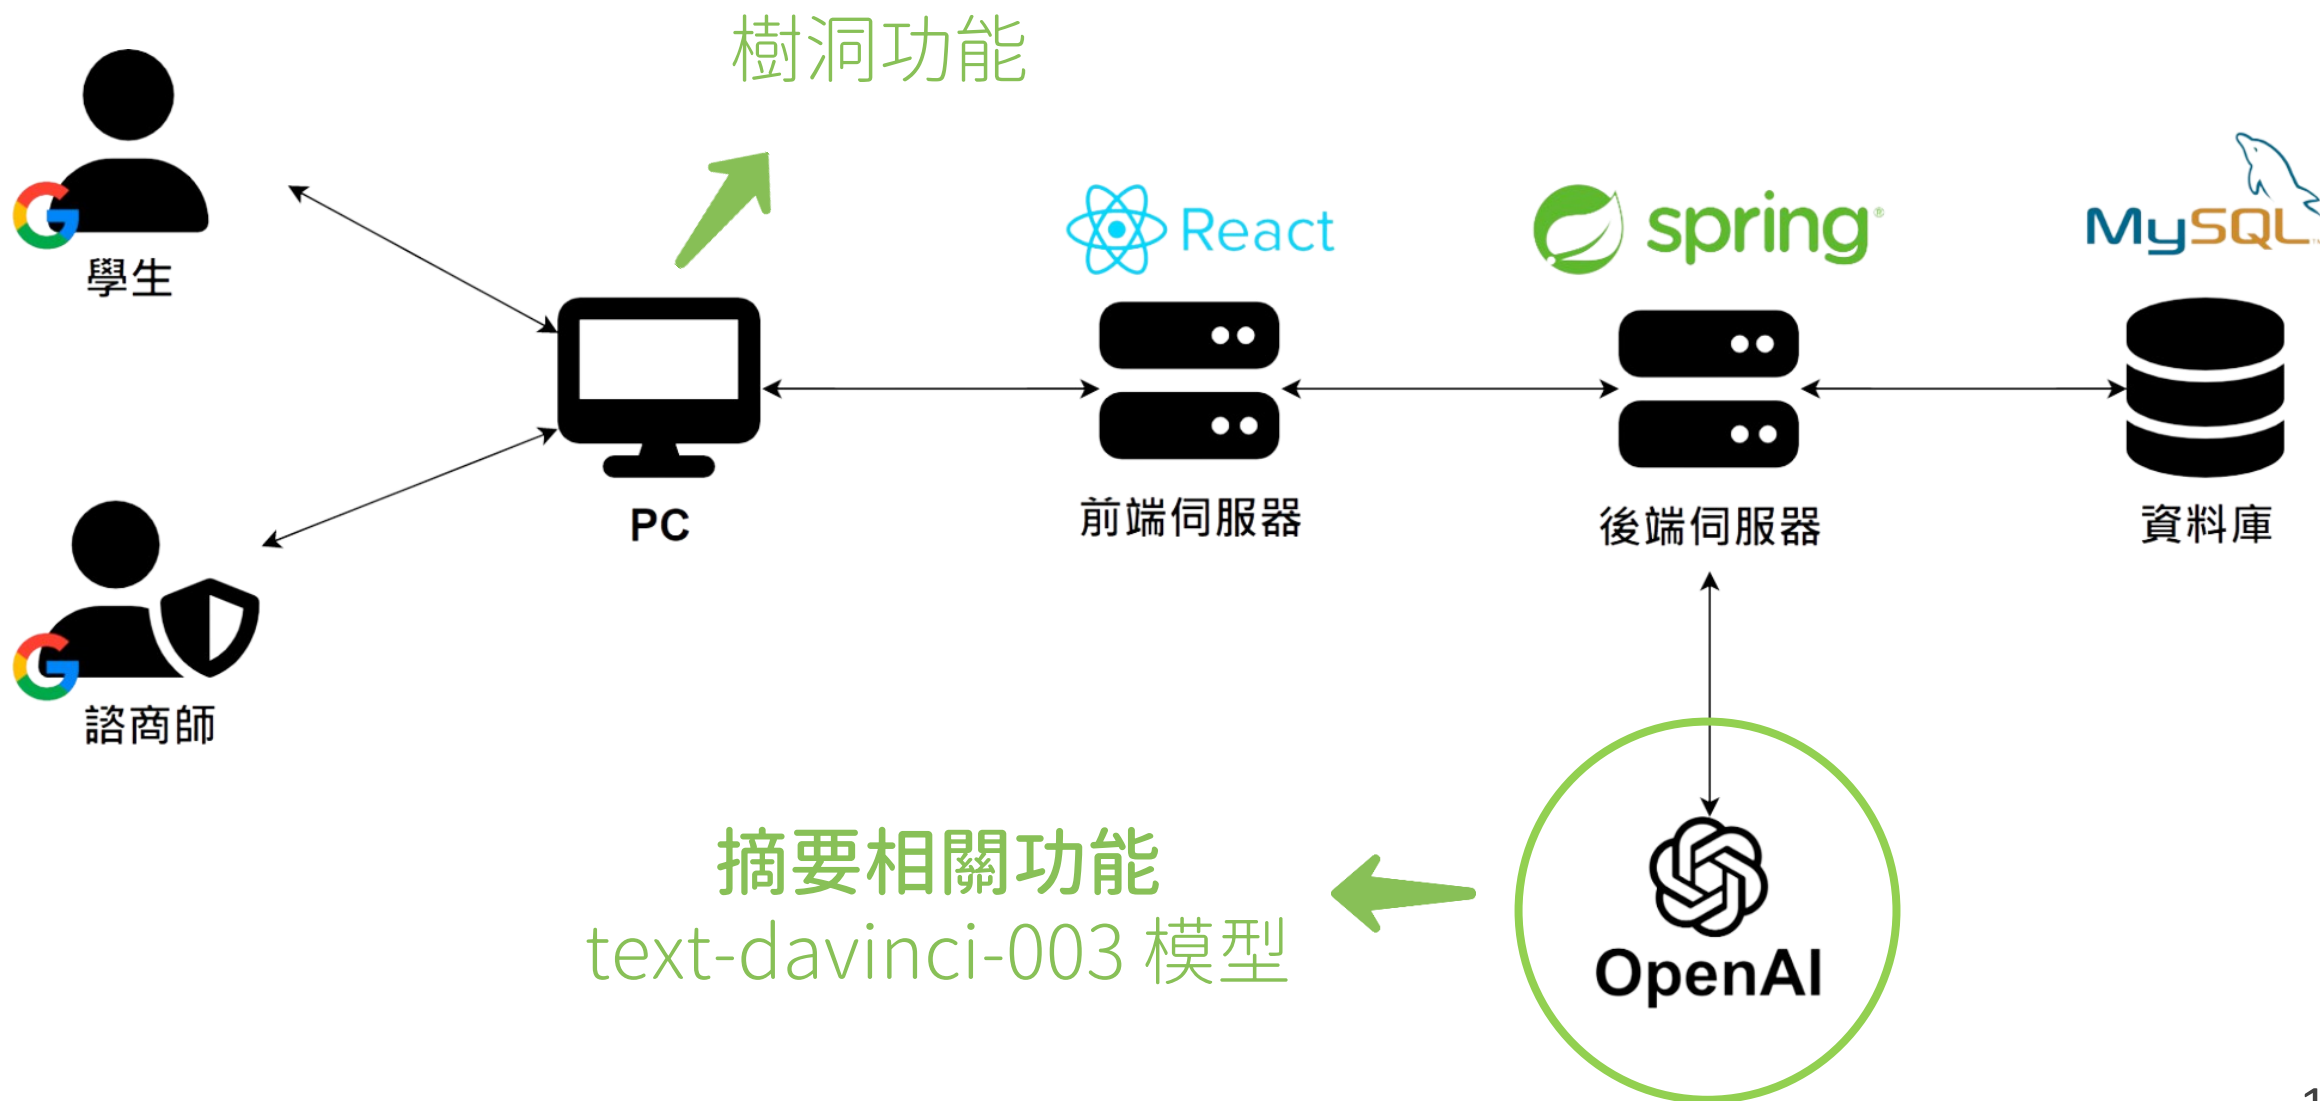 樹洞功能
React
spring
MySQL
學生
PC
前端伺服器
後端伺服器
資料庫
諮商師
摘要相關功能
text-davinci-003 模型
OpenAI
1